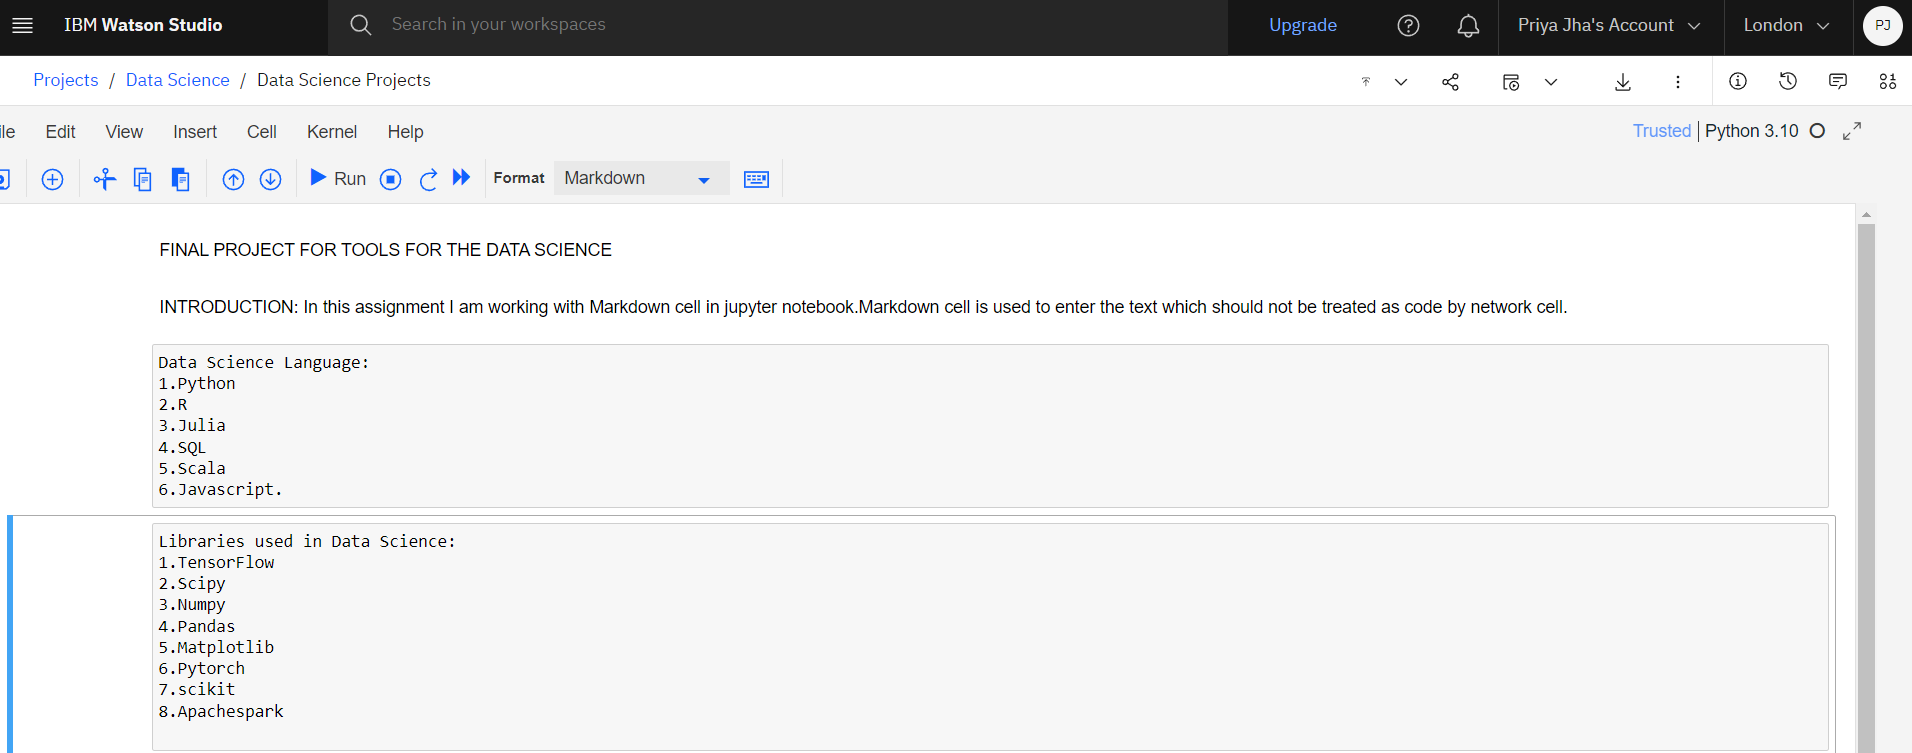 IBM Watson Studio
Search in your workspaces
Upgrade
Priya Jha's Account
London
PJ
Projects / Data Science / Data Science Projects
ile Edit View Insert Cell Kernel Help
Trusted | Python 3.10
Run
Format
Markdown
FINAL PROJECT FOR TOOLS FOR THE DATA SCIENCE
INTRODUCTION: In this assignment I am working with Markdown cell in jupyter notebook.Markdown cell is used to enter the text which should not be treated as code by network cell.
Data Science Language:
1.Python
2.R
3.Julia
4.SQL
5.Scala
6.Javascript.
Libraries used in Data Science:
1.TensorFlow
2.Scipy
3.Numpy
4.Pandas
5.Matplotlib
6.Pytorch
7.scikit
8.Apachespark